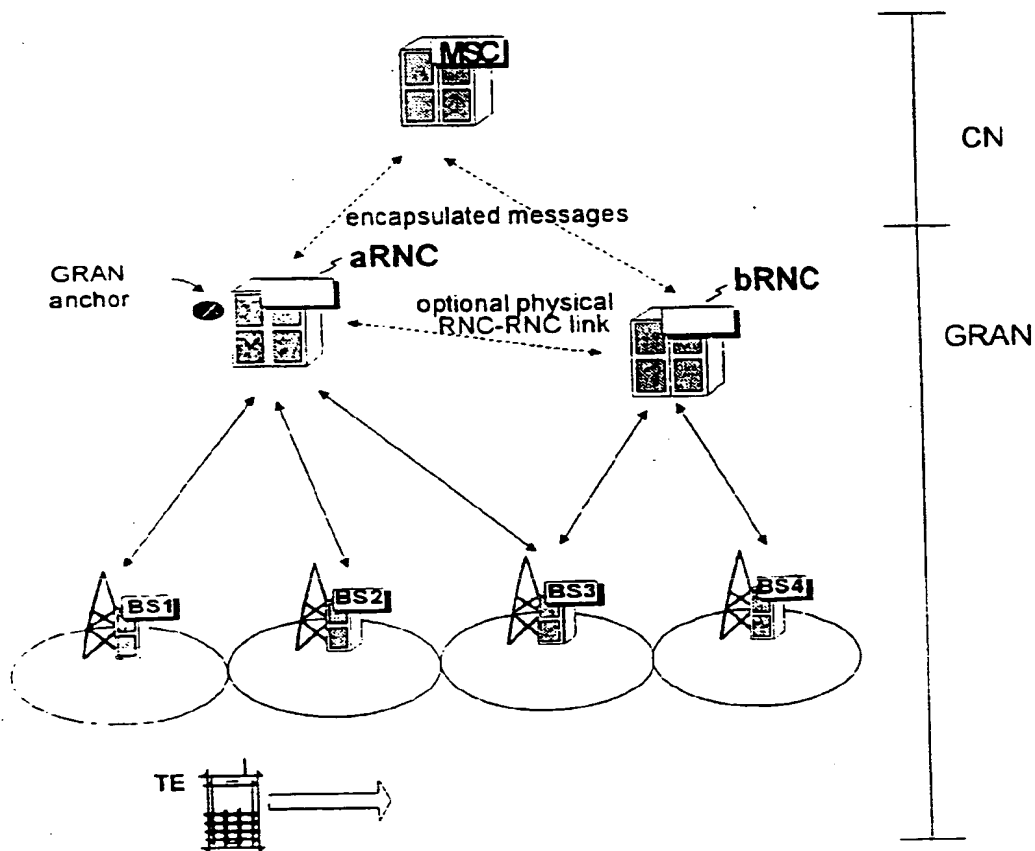 MSC
CN
encapsulated messages
aRNC
GRAN
anchor
bRNC
optional physical
RNC-RNC link
GRAN
BS1
BS2
BS3
BS4
TE